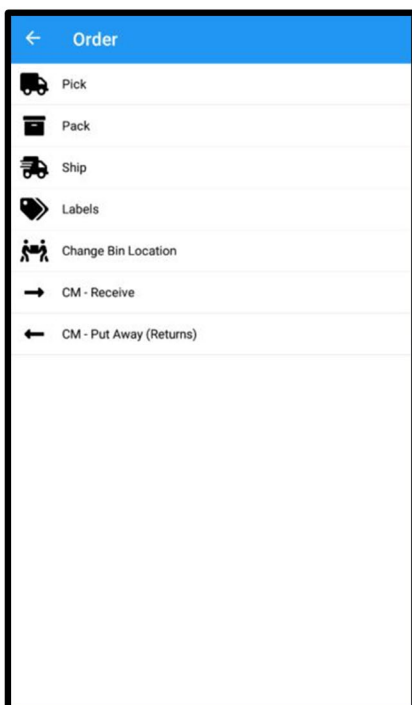 Order
Pick
Pack
Ship
Labels
Change Bin Location
CM - Receive
CM - Put Away (Returns)